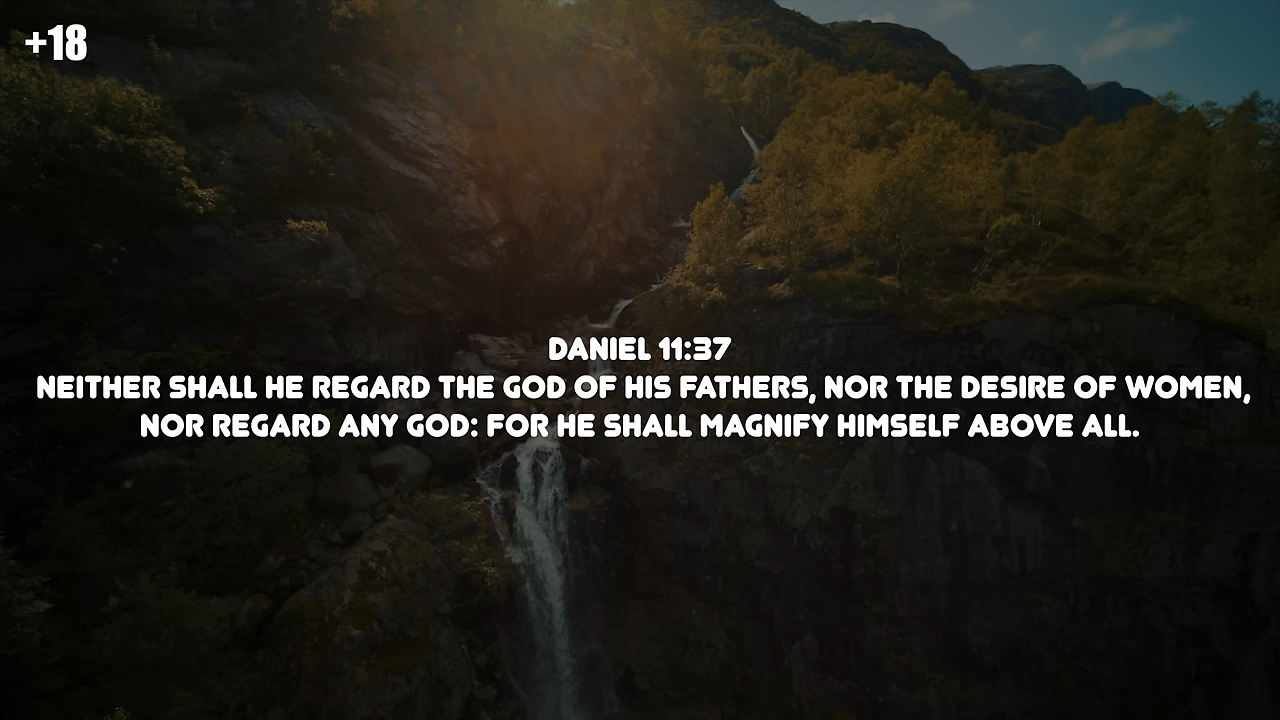 +18
DANIEL 11:37
NEITHER SHALL HE REGARD THE GOD OF HIS FATHERS, NOR THE DESIRE OF WOMEN,
NOR REGARD ANY GOD: FOR HE SHALL MAGNIFY HIMSELF ABOVE ALL.